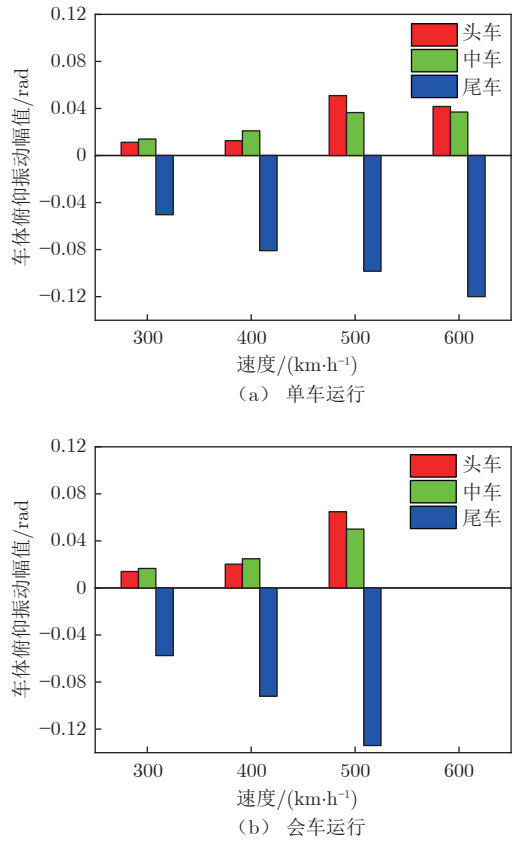 0.12
头车
0.08
中车
尾车
0.04
0
−0.04
−0.08
−0.12
车体俯仰振动幅值/rad
300 400 500 600
速度/(km·h⁻¹)
（a） 单车运行
0.12
头车
0.08
中车
尾车
0.04
0
−0.04
−0.08
−0.12
车体俯仰振动幅值/rad
300 400 500 600
速度/(km·h⁻¹)
（b） 会车运行